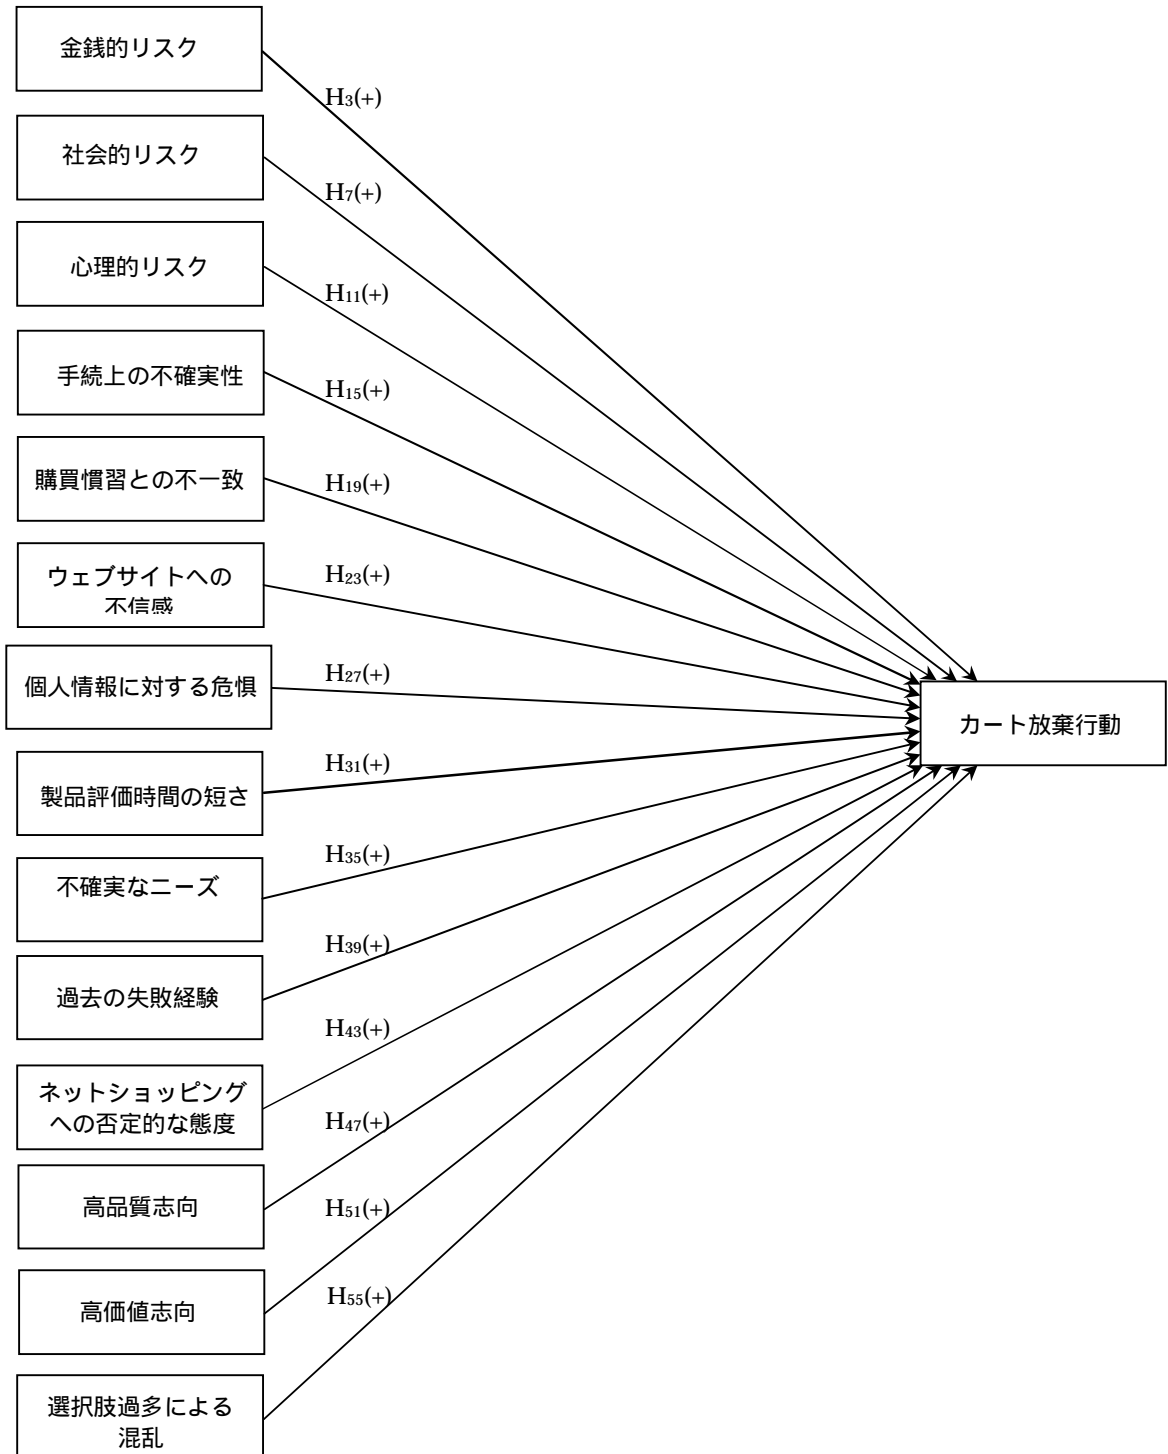 金銭的リスク
H3(+)
社会的リスク
H7(+)
心理的リスク
H11(+)
手続上の不確実性
H15(+)
購買慣習との不一致
H19(+)
ウェブサイトへの
不信感
H23(+)
個人情報に対する危惧
H27(+)
カート放棄行動
製品評価時間の短さ
H31(+)
不確実なニーズ
H35(+)
過去の失敗経験
H39(+)
ネットショッピング
への否定的な態度
H43(+)
高品質志向
H47(+)
高価値志向
H51(+)
選択肢過多による
混乱
H55(+)